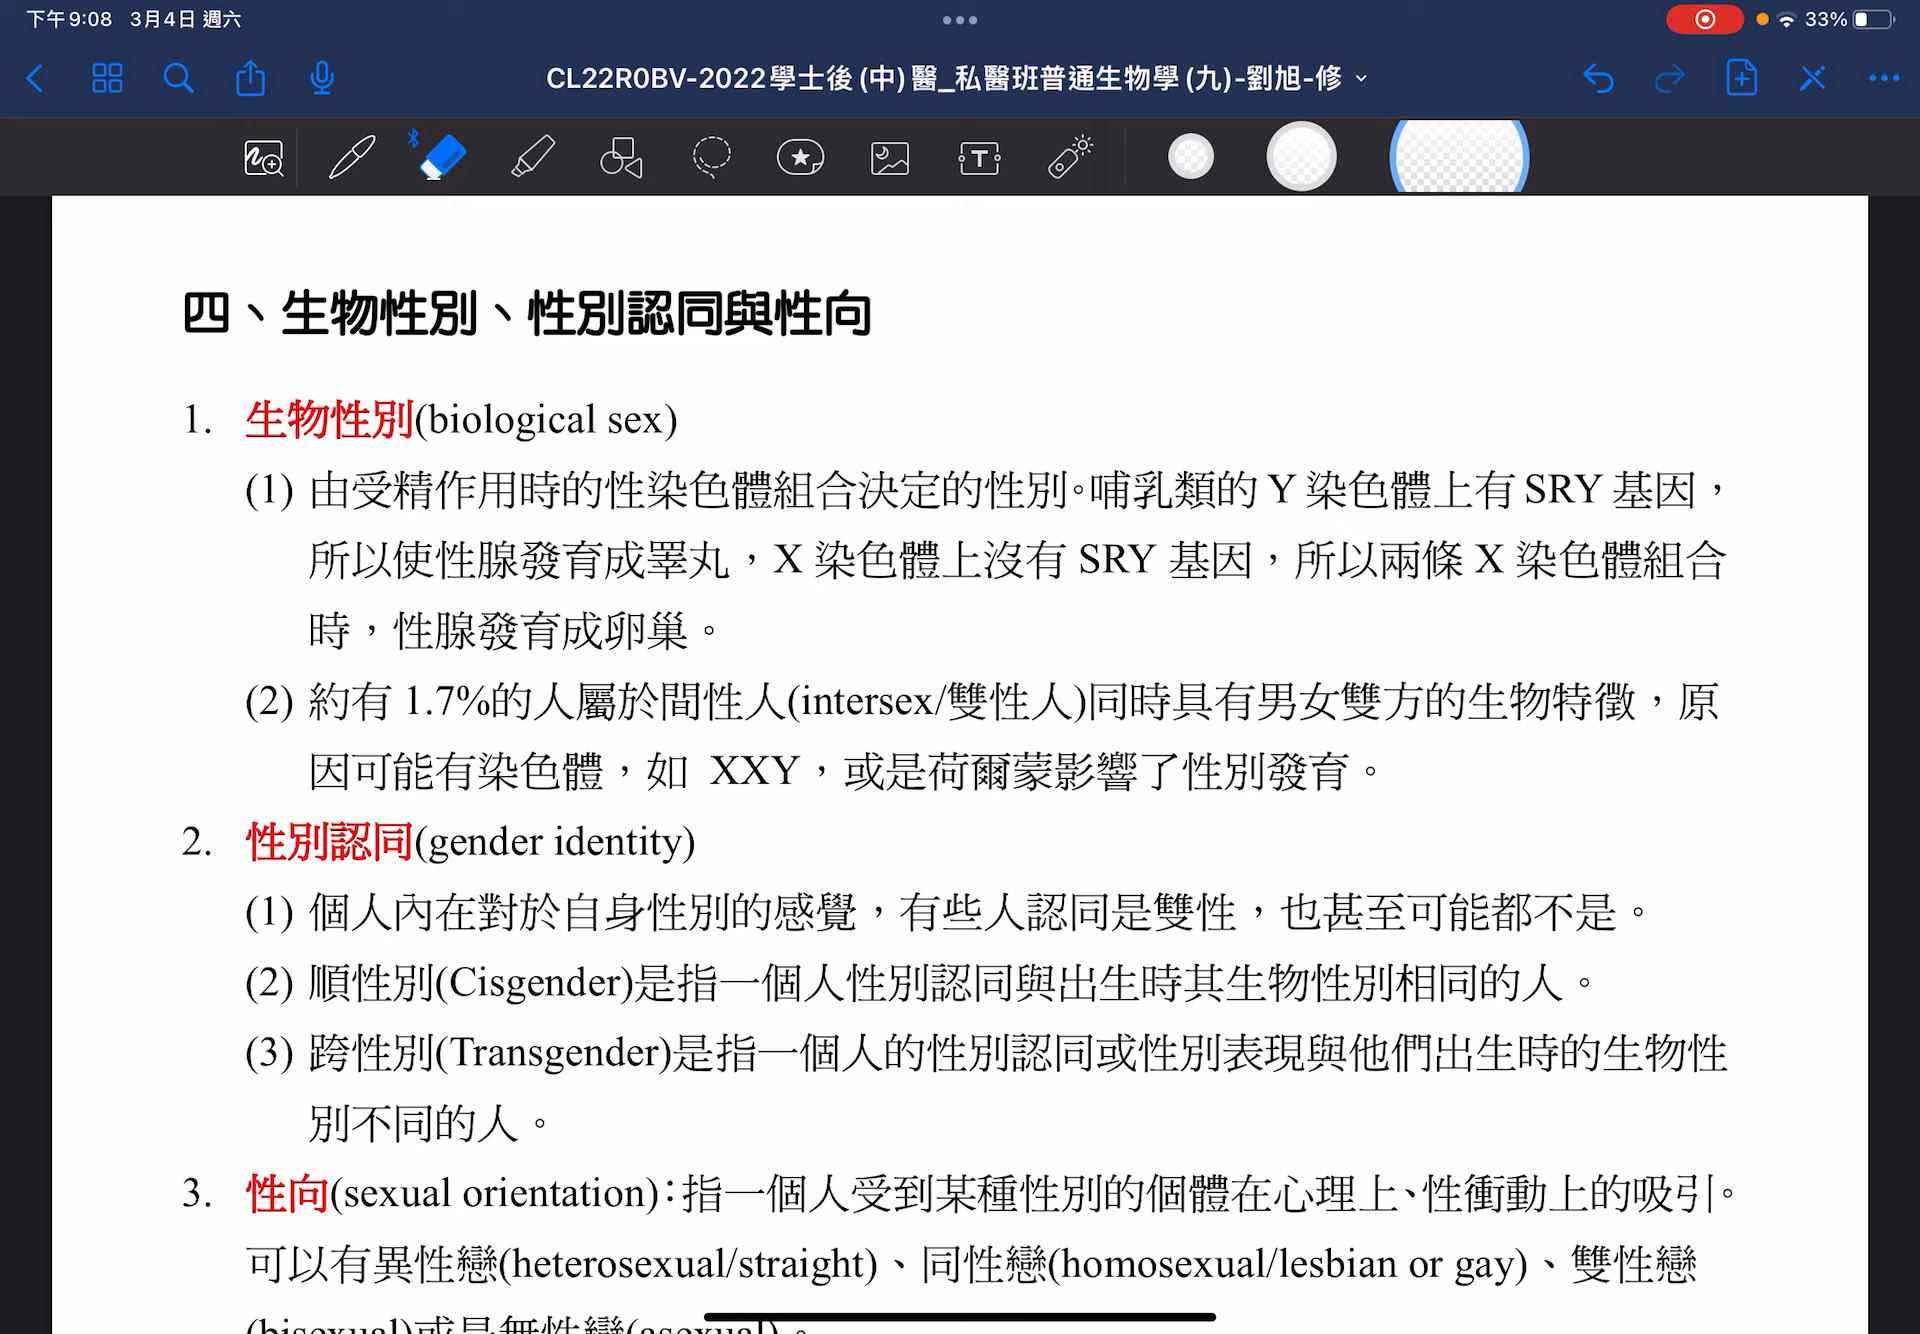 下午9:08 3月4日 週六
33%
CL22R0BV-2022學士後(中)醫_私醫班普通生物學(九)-劉旭-修
四、生物性別、性別認同與性向
1. 生物性別(biological sex)
(1) 由受精作用時的性染色體組合決定的性別。哺乳類的 Y 染色體上有 SRY 基因，
所以使性腺發育成睪丸，X 染色體上沒有 SRY 基因，所以兩條 X 染色體組合
時，性腺發育成卵巢。
(2) 約有 1.7%的人屬於間性人(intersex/雙性人)同時具有男女雙方的生物特徵，原
因可能有染色體，如 XXY，或是荷爾蒙影響了性別發育。
2. 性別認同(gender identity)
(1) 個人內在對於自身性別的感覺，有些人認同是雙性，也甚至可能都不是。
(2) 順性別(Cisgender)是指一個人性別認同與出生時其生物性別相同的人。
(3) 跨性別(Transgender)是指一個人的性別認同或性別表現與他們出生時的生物性
別不同的人。
3. 性向(sexual orientation)：指一個人受到某種性別的個體在心理上、性衝動上的吸引。
可以有異性戀(heterosexual/straight)、同性戀(homosexual/lesbian or gay)、雙性戀
(bisexual)或是無性戀(asexual)。